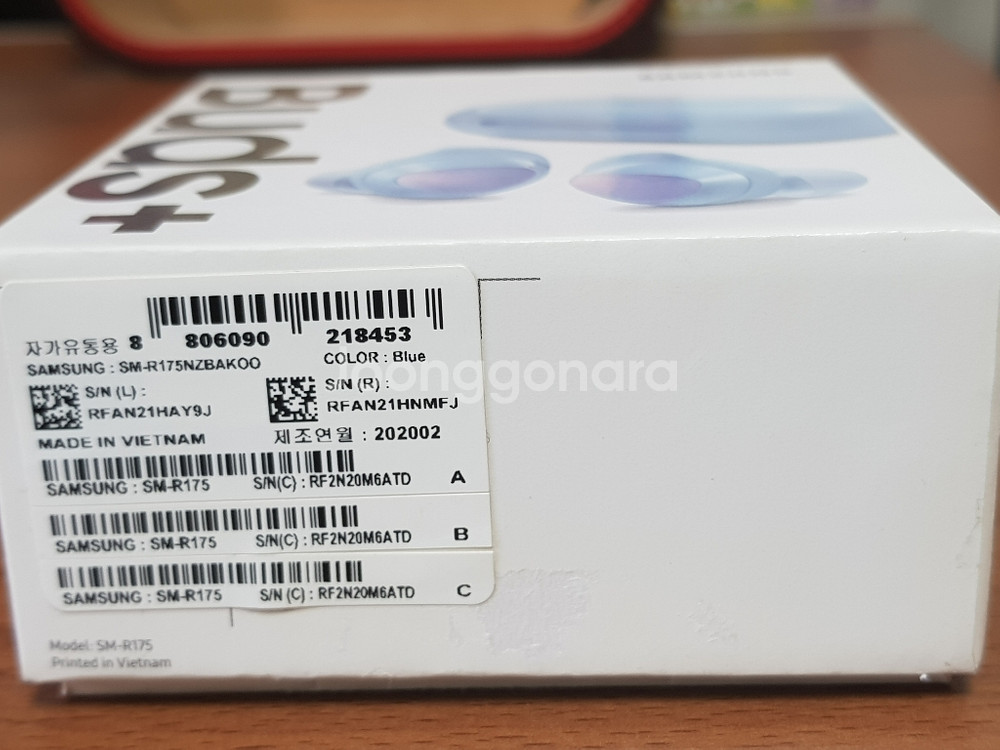 Buds+
자가유통용 8 806090 218453
SAMSUNG : SM-R175NZBAKOO COLOR : Blue
joonggonara
S/N (L) : S/N (R) :
RFAN21HAY9J RFAN21HNMFJ
MADE IN VIETNAM 제조연월 : 202002
SAMSUNG : SM-R175 S/N(C) : RF2N20M6ATD A
SAMSUNG : SM-R175 S/N(C) : RF2N20M6ATD B
SAMSUNG : SM-R175 S/N (C) : RF2N20M6ATD C
Model: SM-R175
Printed in Vietnam